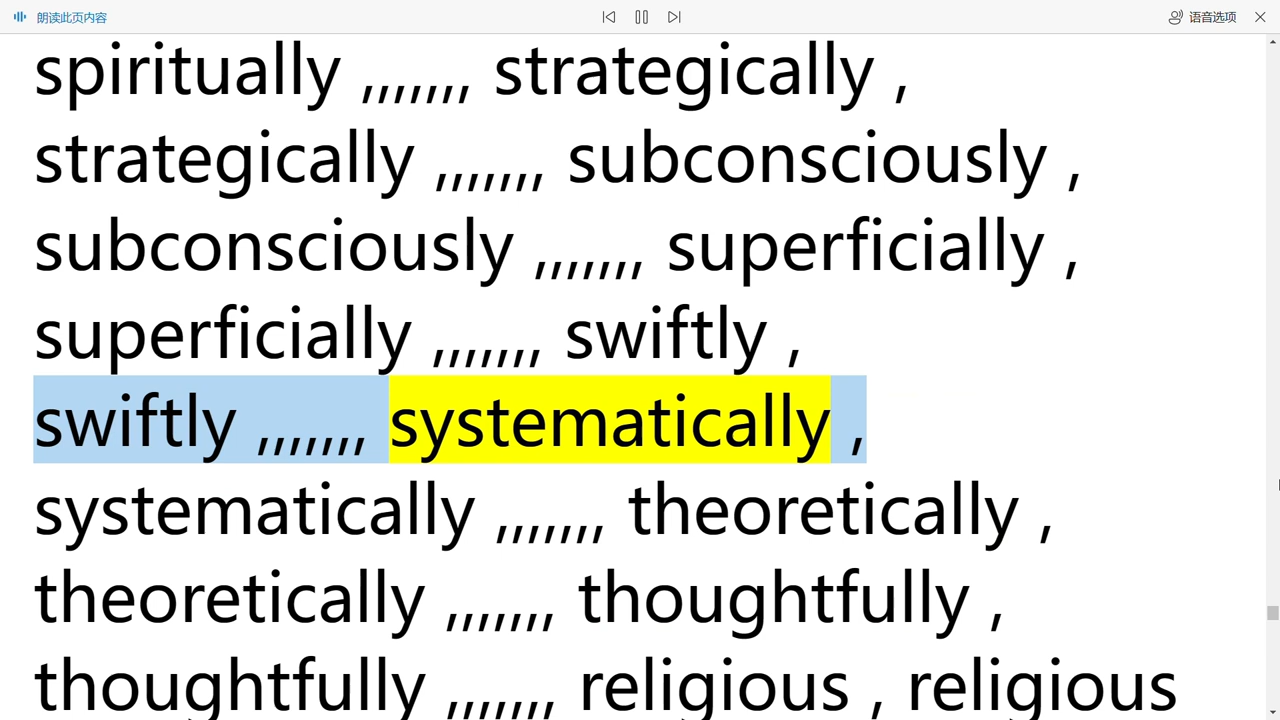 朗读此页内容
语音选项
spiritually ,,,,,,, strategically ,
strategically ,,,,,,, subconsciously ,
subconsciously ,,,,,,, superficially ,
superficially ,,,,,,, swiftly ,
swiftly ,,,,,,, systematically ,
systematically ,,,,,,, theoretically ,
theoretically ,,,,,,, thoughtfully ,
thoughtfully ,,,,,,, religious , religious